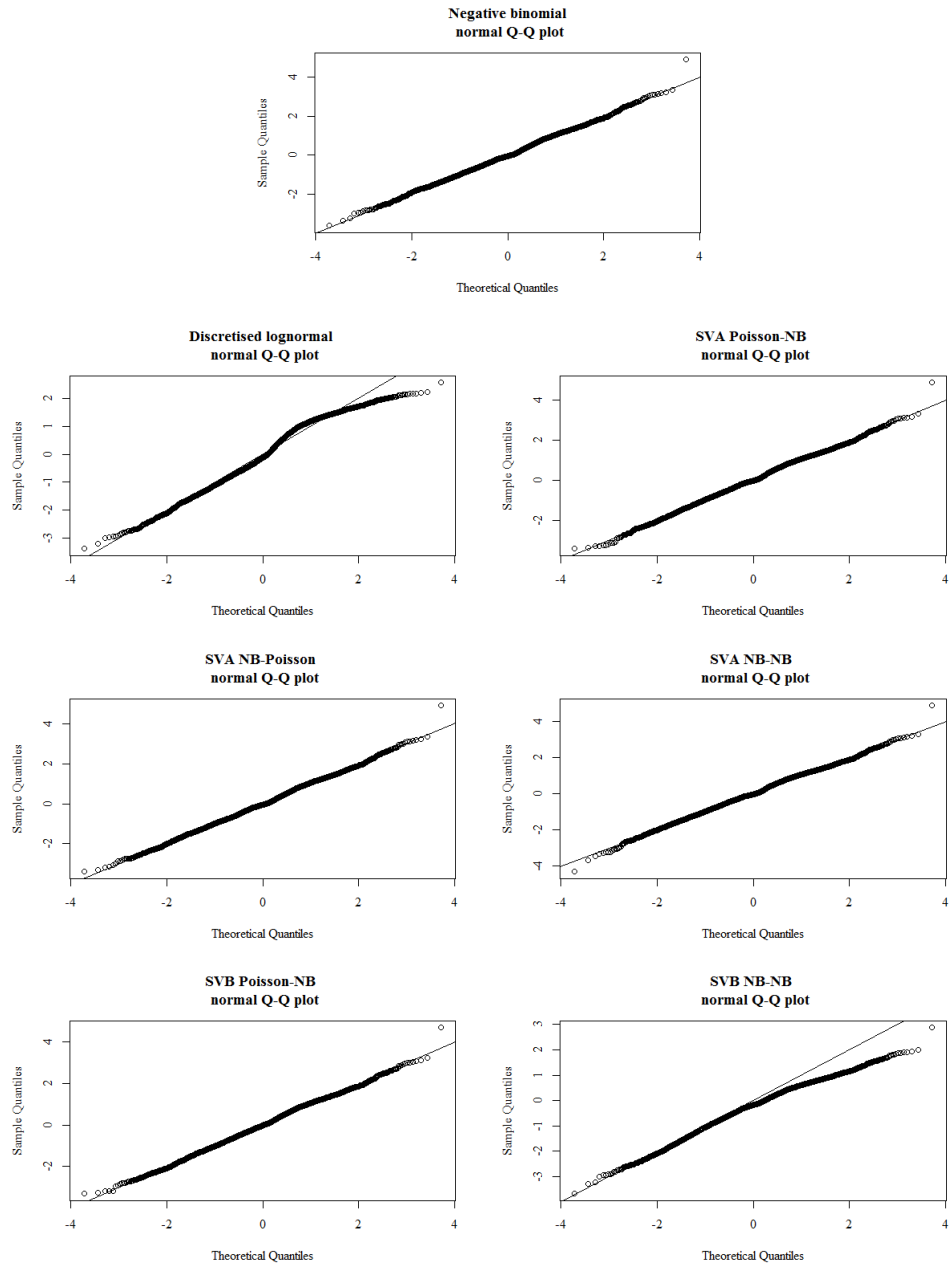 Negative binomial
normal Q-Q plot
Sample Quantiles
4
2
0
-2
-4
-2
0
2
4
Theoretical Quantiles
Discretised lognormal
normal Q-Q plot
Sample Quantiles
2
1
0
-1
-2
-3
-4
-2
0
2
4
Theoretical Quantiles
SVA Poisson-NB
normal Q-Q plot
Sample Quantiles
4
2
0
-2
-4
-2
0
2
4
Theoretical Quantiles
SVA NB-Poisson
normal Q-Q plot
Sample Quantiles
4
2
0
-2
-4
-2
0
2
4
Theoretical Quantiles
SVA NB-NB
normal Q-Q plot
Sample Quantiles
4
2
0
-2
-4
-4
-2
0
2
4
Theoretical Quantiles
SVB Poisson-NB
normal Q-Q plot
Sample Quantiles
4
2
0
-2
-4
-2
0
2
4
Theoretical Quantiles
SVB NB-NB
normal Q-Q plot
Sample Quantiles
3
2
1
0
-1
-2
-3
-4
-2
0
2
4
Theoretical Quantiles